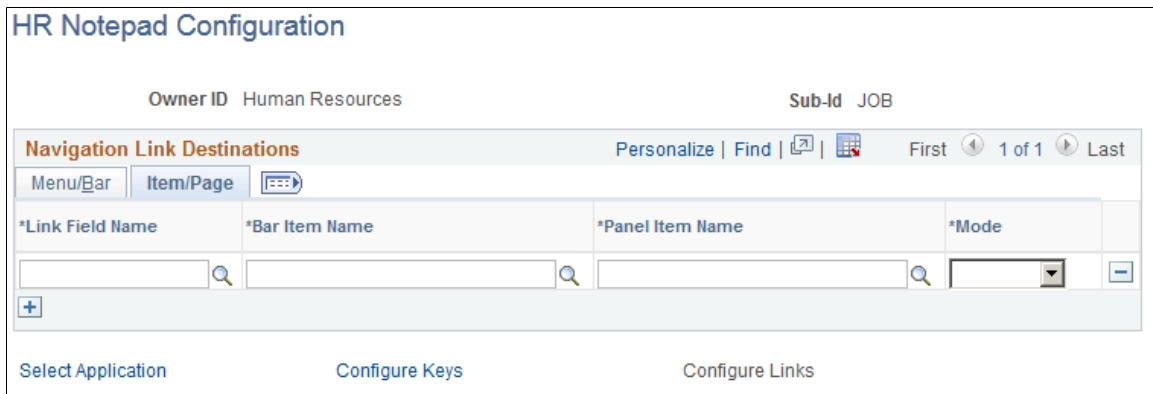 HR Notepad Configuration
Owner ID Human Resources Sub-Id JOB
Navigation Link Destinations Personalize | Find | | First 1 of 1 Last
Menu/Bar Item/Page
*Link Field Name *Bar Item Name *Panel Item Name *Mode
Select Application Configure Keys Configure Links